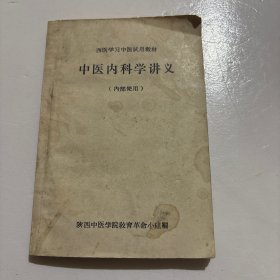 西医学习中医试用教材
中医内科学讲义
（内部使用）
陕西中医学院教育革命小组编